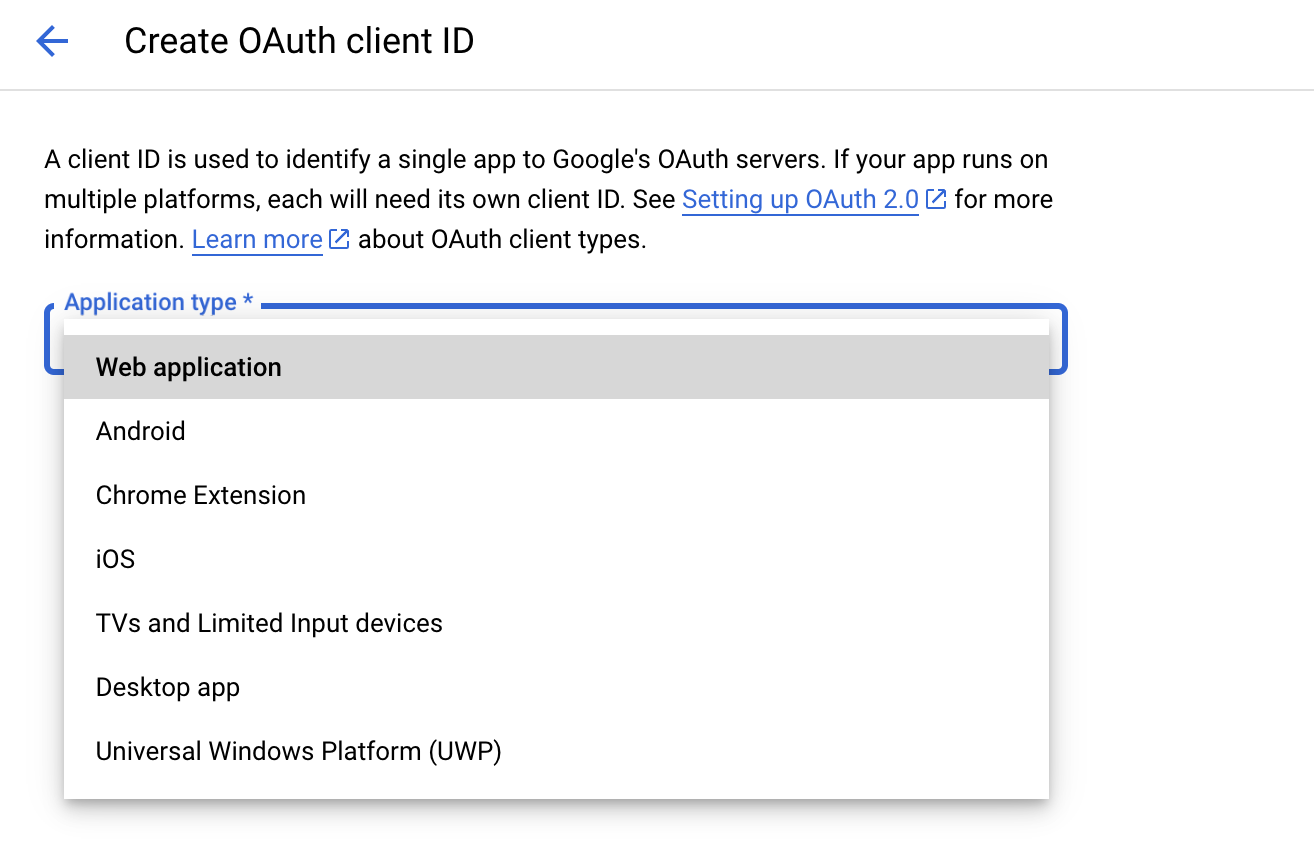 Create OAuth client ID
A client ID is used to identify a single app to Google's OAuth servers. If your app runs on
multiple platforms, each will need its own client ID. See Setting up OAuth 2.0 for more
information. Learn more about OAuth client types.
Application type *
Web application
Android
Chrome Extension
iOS
TVs and Limited Input devices
Desktop app
Universal Windows Platform (UWP)